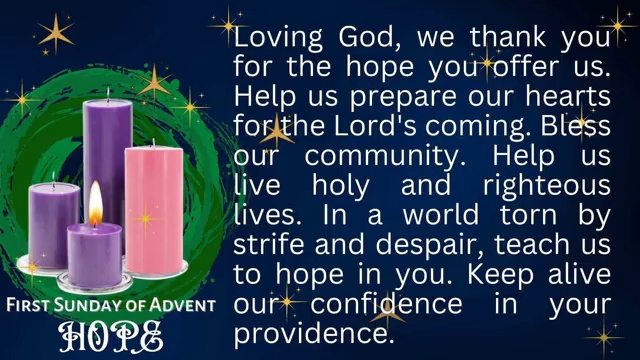 Loving God, we thank you
for the hope you offer us.
Help us prepare our hearts
for the Lord's coming. Bless
our community. Help us
live holy and righteous
lives. In a world torn by
strife and despair, teach us
to hope in you. Keep alive
our confidence in your
providence.
First Sunday of Advent
HOPE